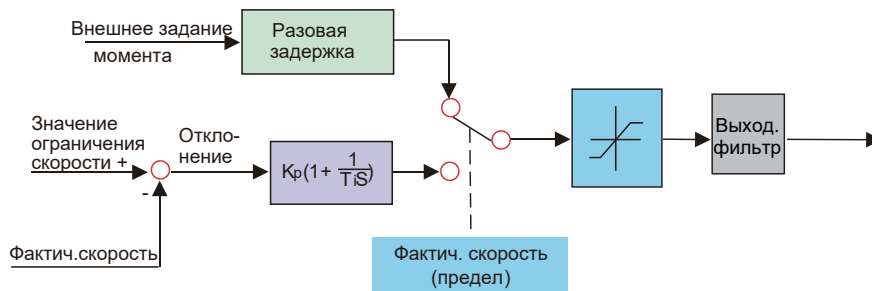 Внешнее задание
момента
Разовая
задержка
Значение
ограничения
скорости +
Откло-
нение
-
Kp(1+ 1/TiS)
Выход.
фильтр
Фактич.скорость
Фактич. скорость
(предел)